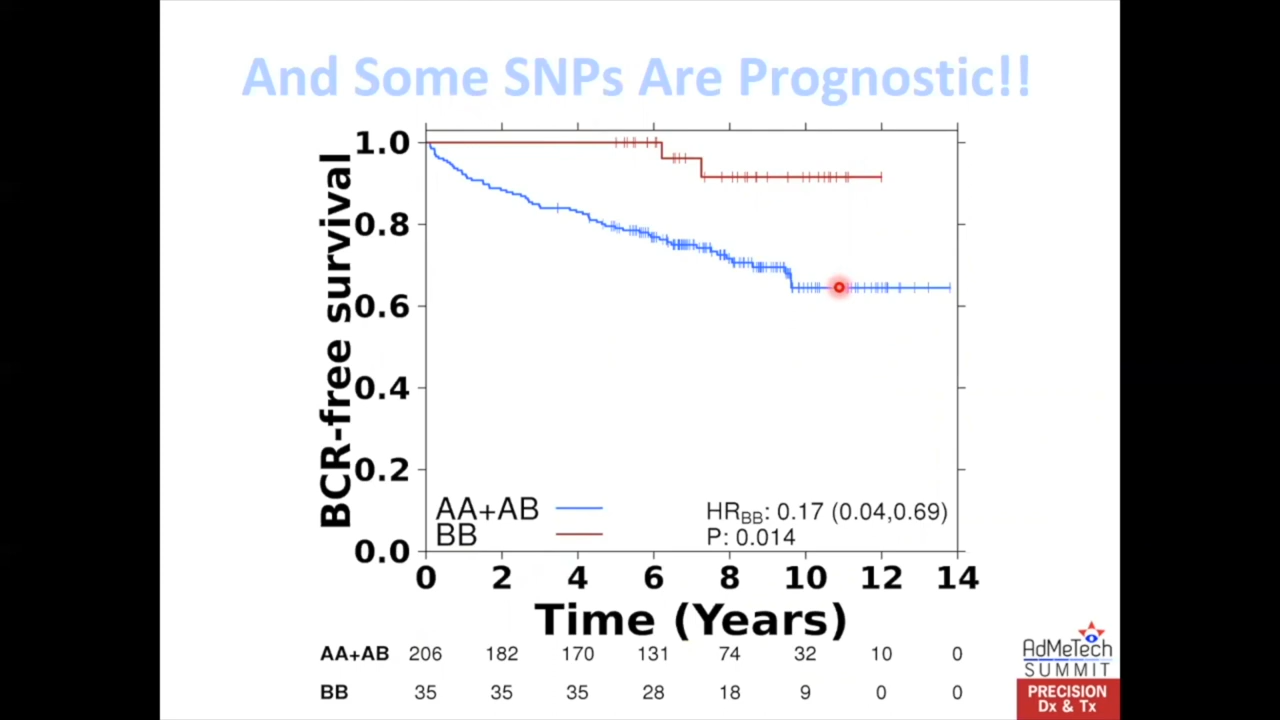 And Some SNPs Are Prognostic!!
BCR-free survival
1.0
0.8
0.6
0.4
0.2
0.0
AA+AB
BB
HRBB: 0.17 (0.04,0.69)
P: 0.014
0 2 4 6 8 10 12 14
Time (Years)
AA+AB 206 182 170 131 74 32 10 0
BB 35 35 35 28 18 9 0 0
AdMeTech
SUMMIT
PRECISION
Dx & Tx